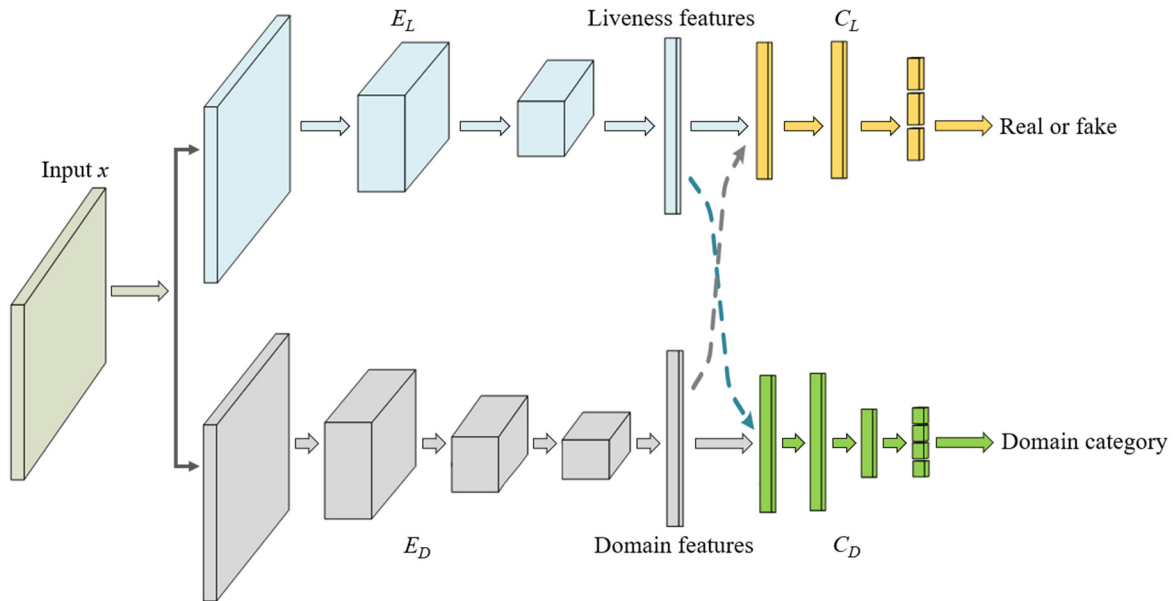 E_L
Liveness features
C_L
Real or fake
Input x
Domain category
E_D
Domain features
C_D